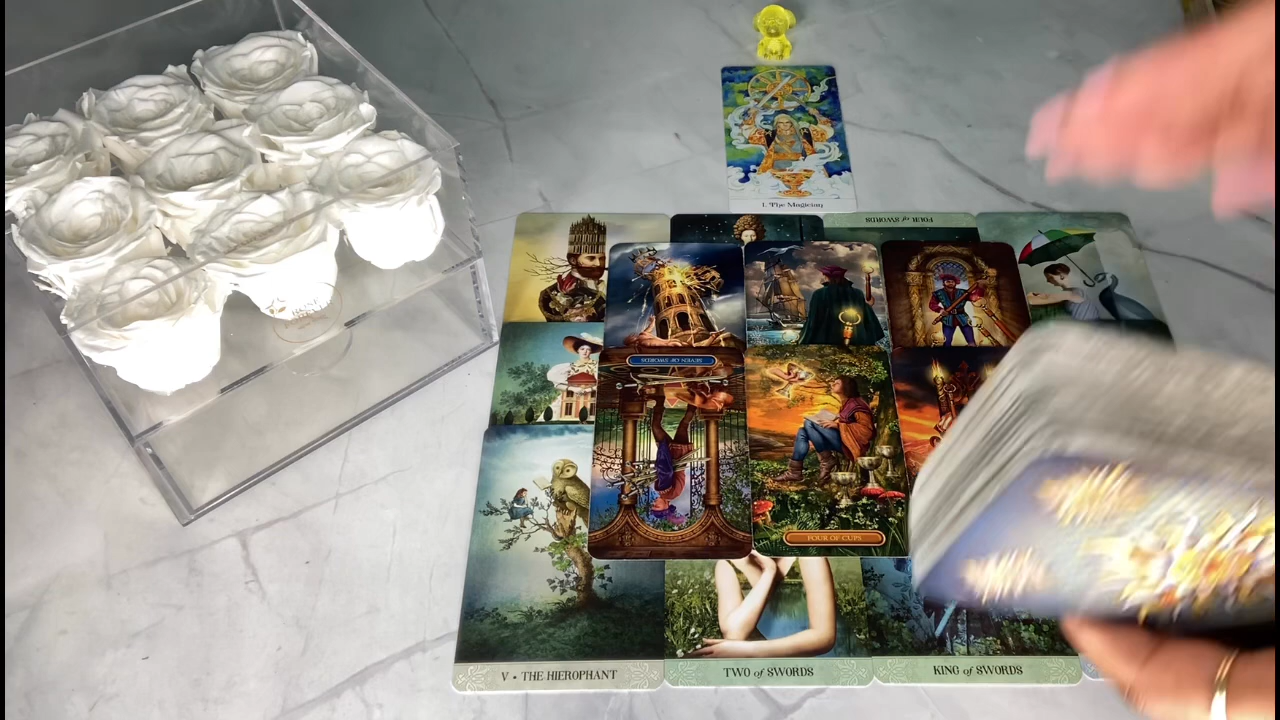 I. The Magician
FOUR of SWORDS
SEVEN OF SWORDS
FOUR OF CUPS
V • THE HIEROPHANT
TWO of SWORDS
KING of SWORDS